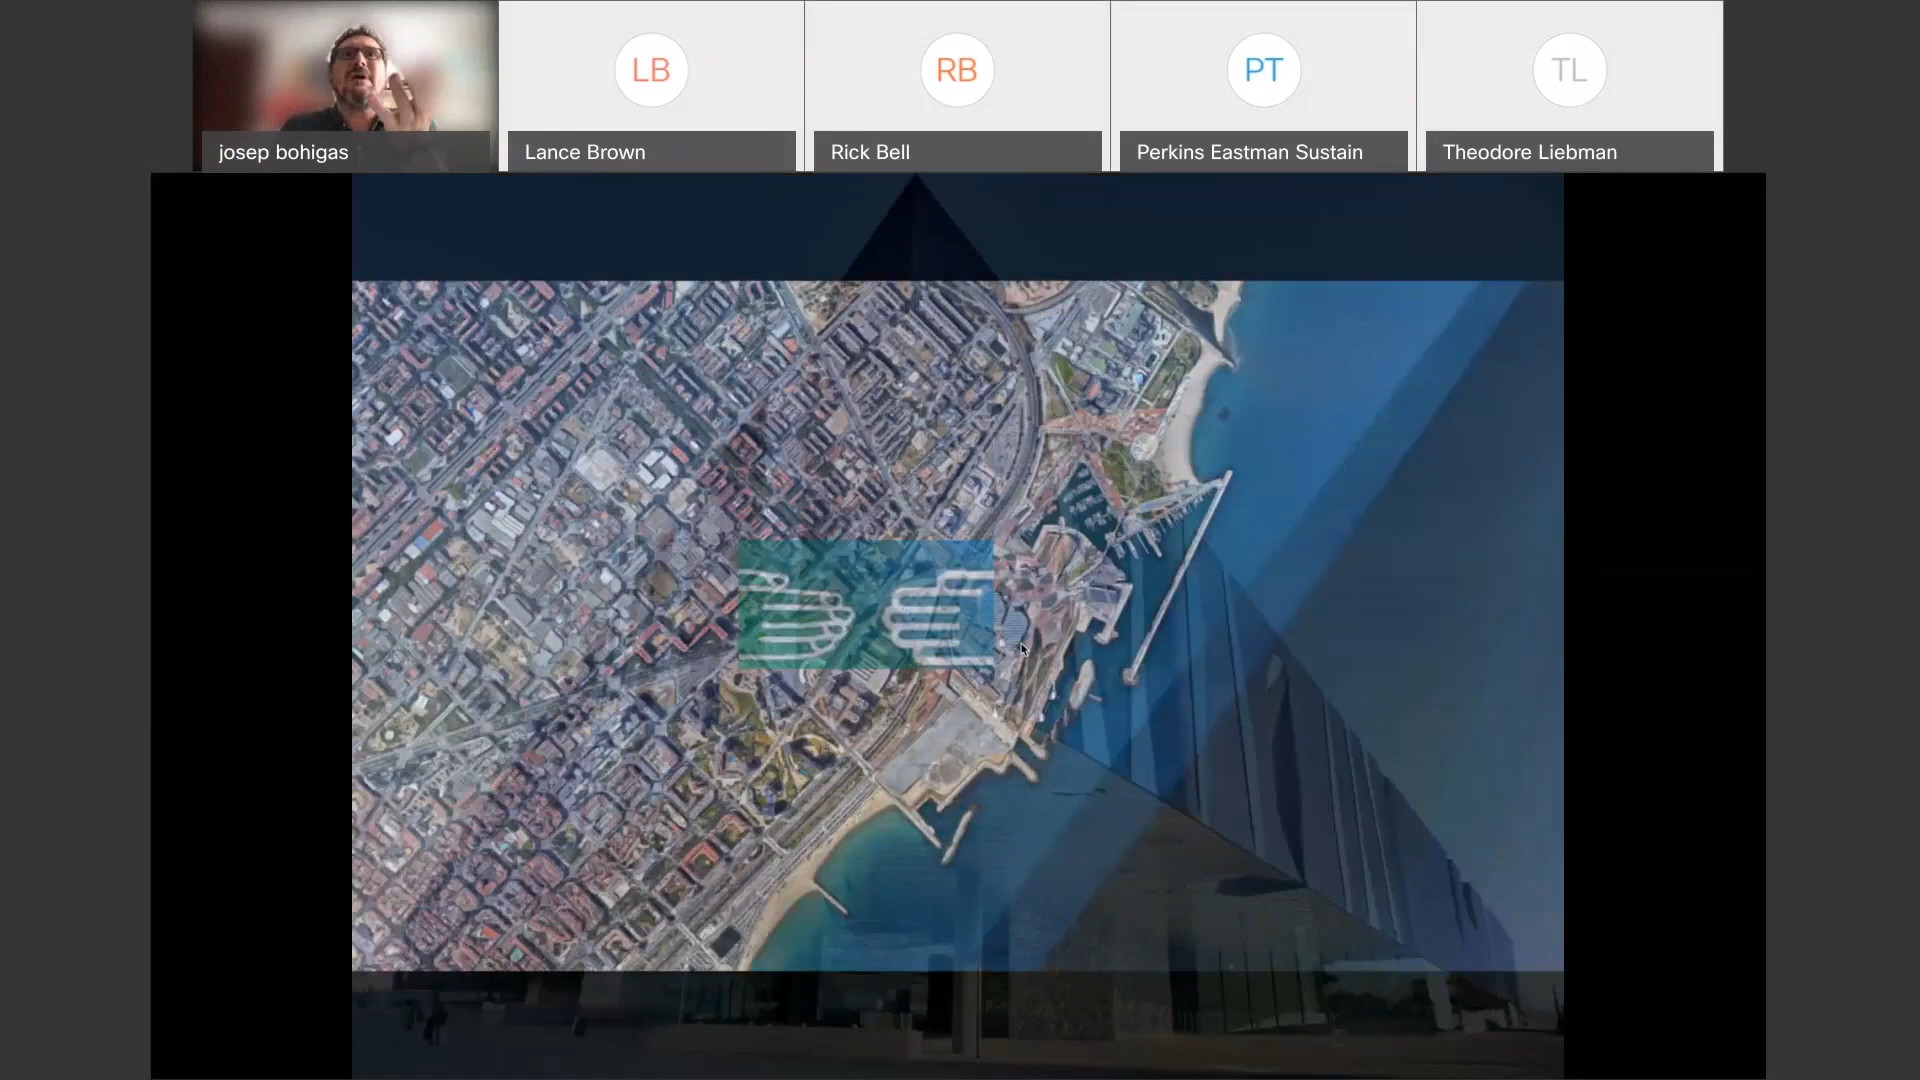 LB
RB
PT
TL
josep bohigas
Lance Brown
Rick Bell
Perkins Eastman Sustain
Theodore Liebman